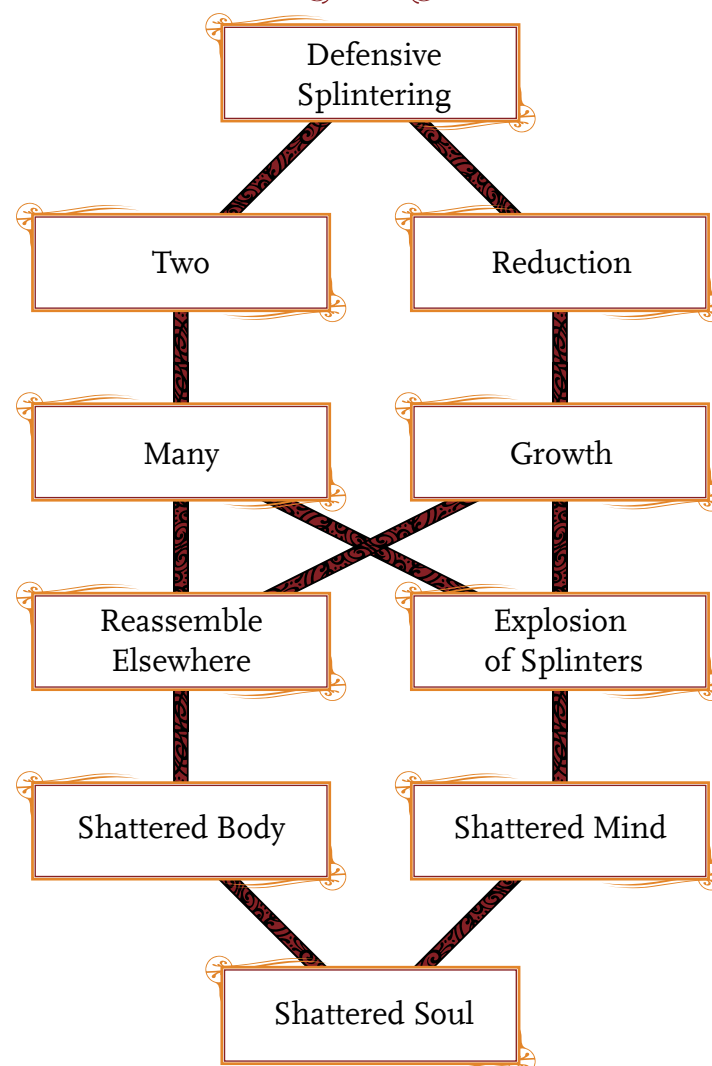 Defensive
Splintering
Two
Reduction
Many
Growth
Reassemble
Elsewhere
Explosion
of Splinters
Shattered Body
Shattered Mind
Shattered Soul